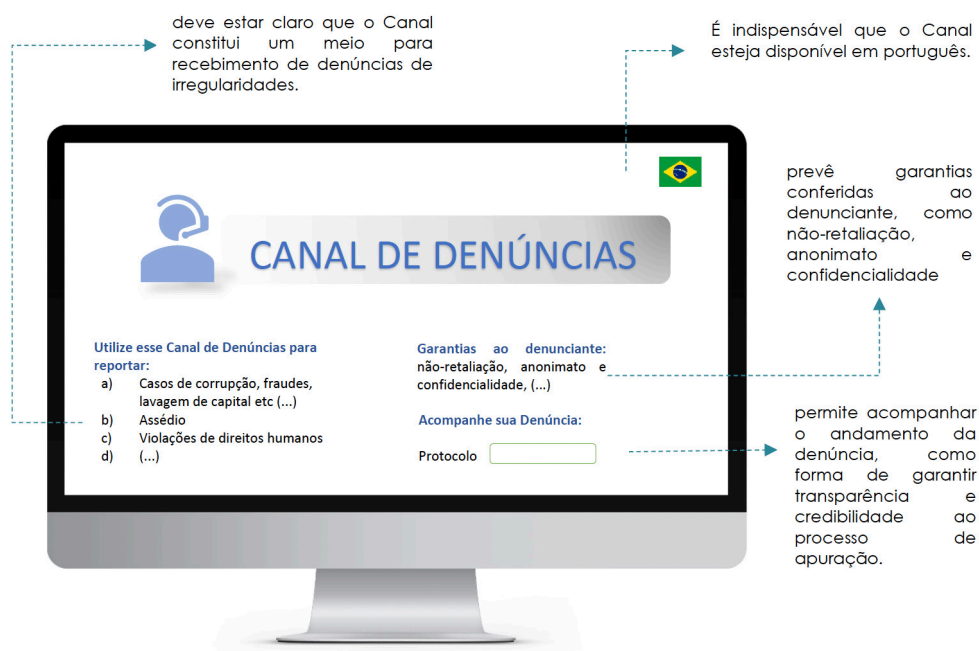 deve estar claro que o Canal
constitui um meio para
recebimento de denúncias de
irregularidades.
É indispensável que o Canal
esteja disponível em português.
CANAL DE DENÚNCIAS
prevê garantias
conferidas ao
denunciante, como
não-retaliação,
anonimato e
confidencialidade
Utilize esse Canal de Denúncias para
reportar:
a) Casos de corrupção, fraudes,
lavagem de capital etc (...)
b) Assédio
c) Violações de direitos humanos
d) (...)
Garantias ao denunciante:
não-retaliação, anonimato e
confidencialidade, (...)
Acompanhe sua Denúncia:
Protocolo
permite acompanhar
o andamento da
denúncia, como
forma de garantir
transparência e
credibilidade ao
processo de
apuração.